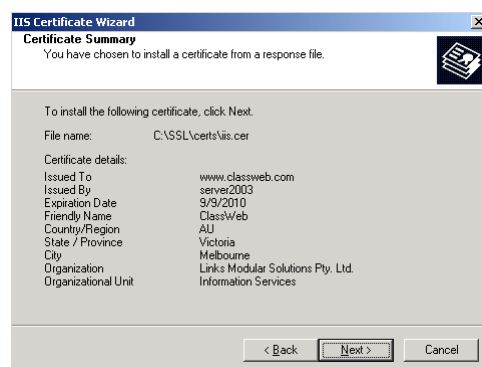 IIS Certificate Wizard
Certificate Summary
You have chosen to install a certificate from a response file.
To install the following certificate, click Next.
File name: C:\SSL\certs\iis.cer
Certificate details:
Issued To www.classweb.com
Issued By server2003
Expiration Date 9/9/2010
Friendly Name ClassWeb
Country/Region AU
State / Province Victoria
City Melbourne
Organization Links Modular Solutions Pty. Ltd.
Organizational Unit Information Services
< Back Next > Cancel